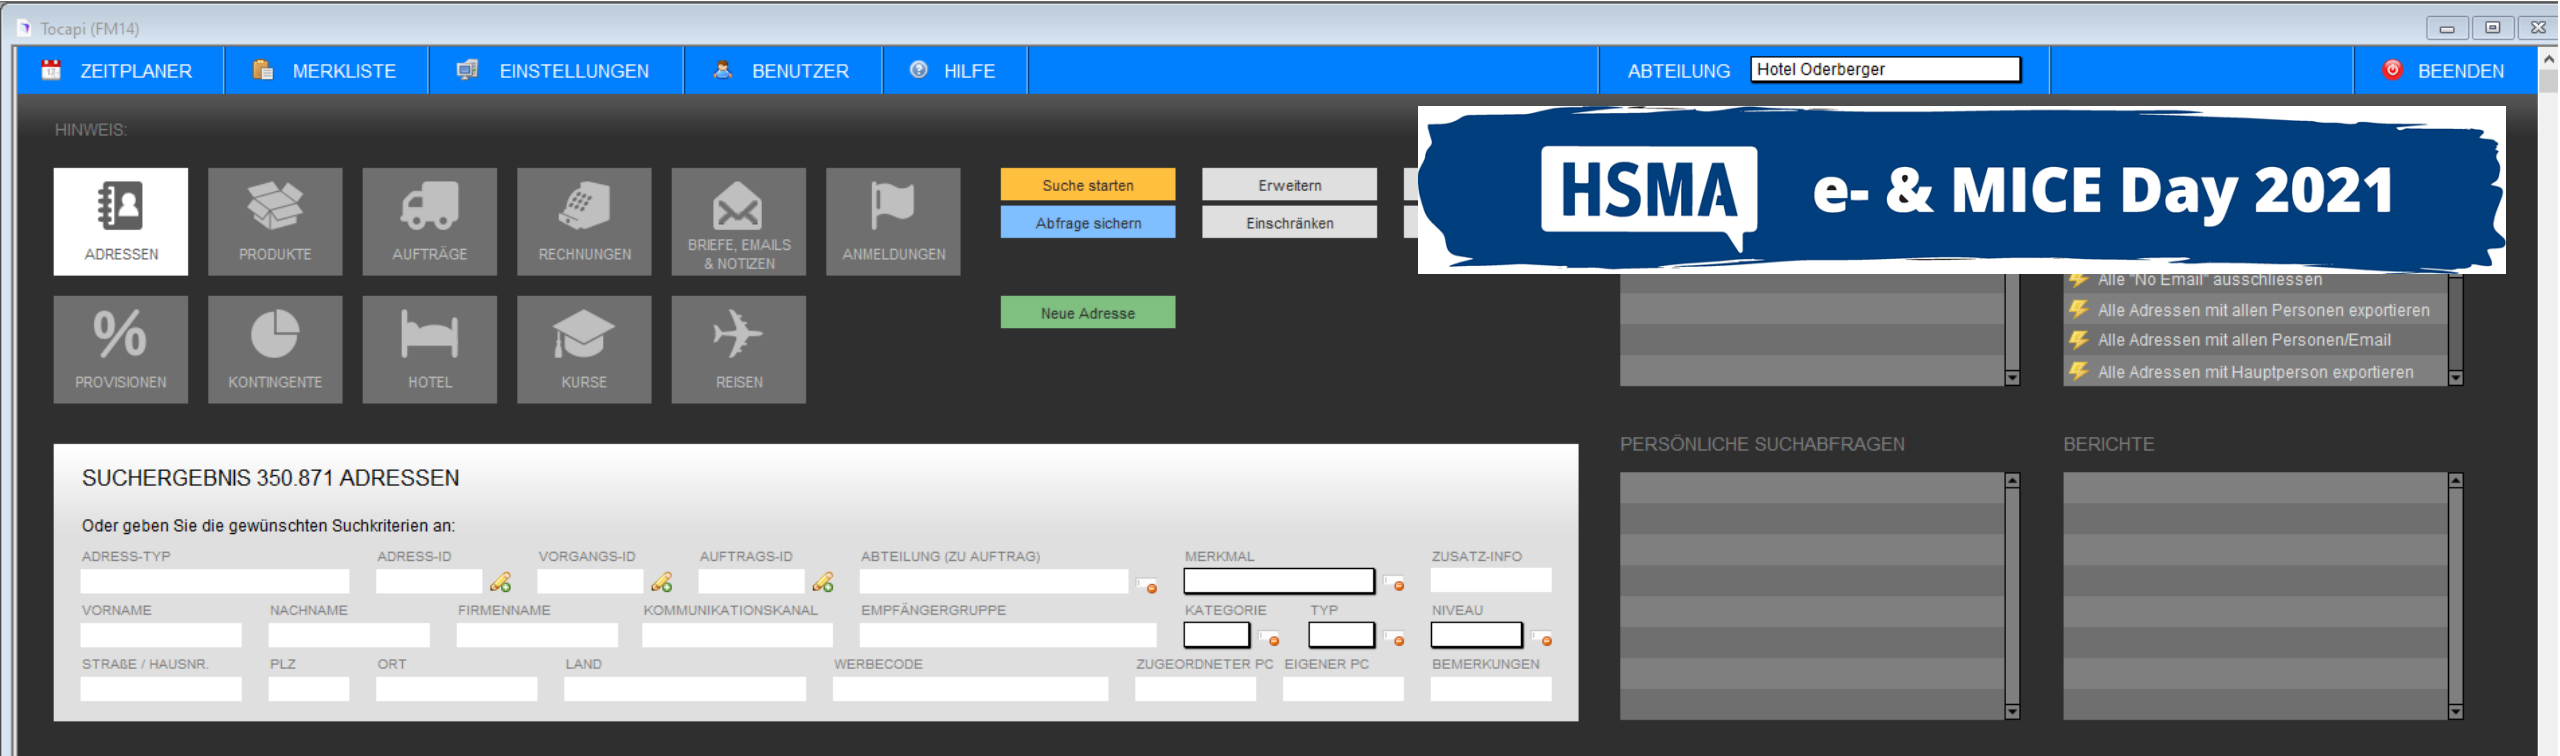 Tocapi (FM14)
ZEITPLANER
MERKLISTE
EINSTELLUNGEN
BENUTZER
HILFE
ABTEILUNG
Hotel Oderberger
BEENDEN
HINWEIS:
HSMA
e- & MICE Day 2021
ADRESSEN
PRODUKTE
AUFTRÄGE
RECHNUNGEN
BRIEFE, EMAILS
& NOTIZEN
ANMELDUNGEN
Suche starten
Erweitern
Abfrage sichern
Einschränken
Neue Adresse
PROVISIONEN
KONTINGENTE
HOTEL
KURSE
REISEN
Alle "No Email" ausschliessen
Alle Adressen mit allen Personen exportieren
Alle Adressen mit allen Personen/Email
Alle Adressen mit Hauptperson exportieren
SUCHERGEBNIS 350.871 ADRESSEN
Oder geben Sie die gewünschten Suchkriterien an:
ADRESS-TYP
ADRESS-ID
VORGANGS-ID
AUFTRAGS-ID
ABTEILUNG (ZU AUFTRAG)
MERKMAL
ZUSATZ-INFO
VORNAME
NACHNAME
FIRMENNAME
KOMMUNIKATIONSKANAL
EMPFÄNGERGRUPPE
KATEGORIE
TYP
NIVEAU
STRAßE / HAUSNR.
PLZ
ORT
LAND
WERBECODE
ZUGEORDNETER PC
EIGENER PC
BEMERKUNGEN
PERSÖNLICHE SUCHABFRAGEN
BERICHTE